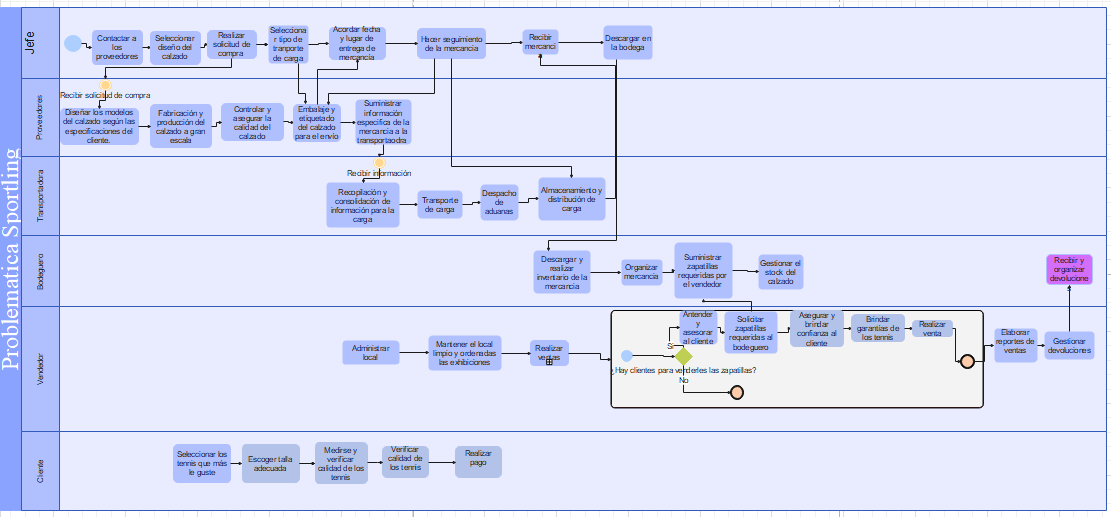 Problematica Sportling
Jefe
Contactar a
los
proveedores
Seleccionar
diseño del
calzado
Realizar
solicitud de
compra
Selecciona
r tipo de
tranporte
de carga
Acordar fecha
y lugar de
entrega de
mercancía
Hacer seguimiento
de la mercancia
Recibir
mercanci
Descargar en
la bodega
Proveedores
Recibir solicitud de compra
Diseñar los modelos
del calzado según las
especificaciones del
cliente.
Fabricación y
producción del
calzado a gran
escala
Controlar y
asegurar la
calidad del
calzado
Embalaje y
etiquetado
del calzado
para el envío
Suministrar
información
especifica de la
mercancia a la
transportaodra
Transportadora
Recibir información
Recopilación y
consolidación de
información para la
carga
Transporte
de carga
Despacho
de
aduanas
Almacenamiento y
distribución de
carga
Bodeguero
Descargar y
realizar
inventario de la
mercancia
Organizar
mercancia
Suministrar
zapatillas
requeridas por
el vendedor
Gestionar el
stock del
calzado
Recibir y
organizar
devolucione
Vendedor
Administrar
local
Mantener el local
limpio y ordenadas
las exhibiciones
Realizar
ventas
Si
¿Hay clientes para venderles las zapatillas?
No
Antender
y
asesorar
al cliente
Solicitar
zapatillas
requeridas al
bodeguero
Asegurar y
brindar
confianza al
cliente
Brindar
garantías de
los tennis
Realizar
venta
Elaborar
reportes de
ventas
Gestionar
devoluciones
Cliente
Seleccionar los
tennis que más
le guste
Escoger talla
adecuada
Medirse y
verificar
calidad de los
tennis
Verificar
calidad de
los tennis
Realizar
pago